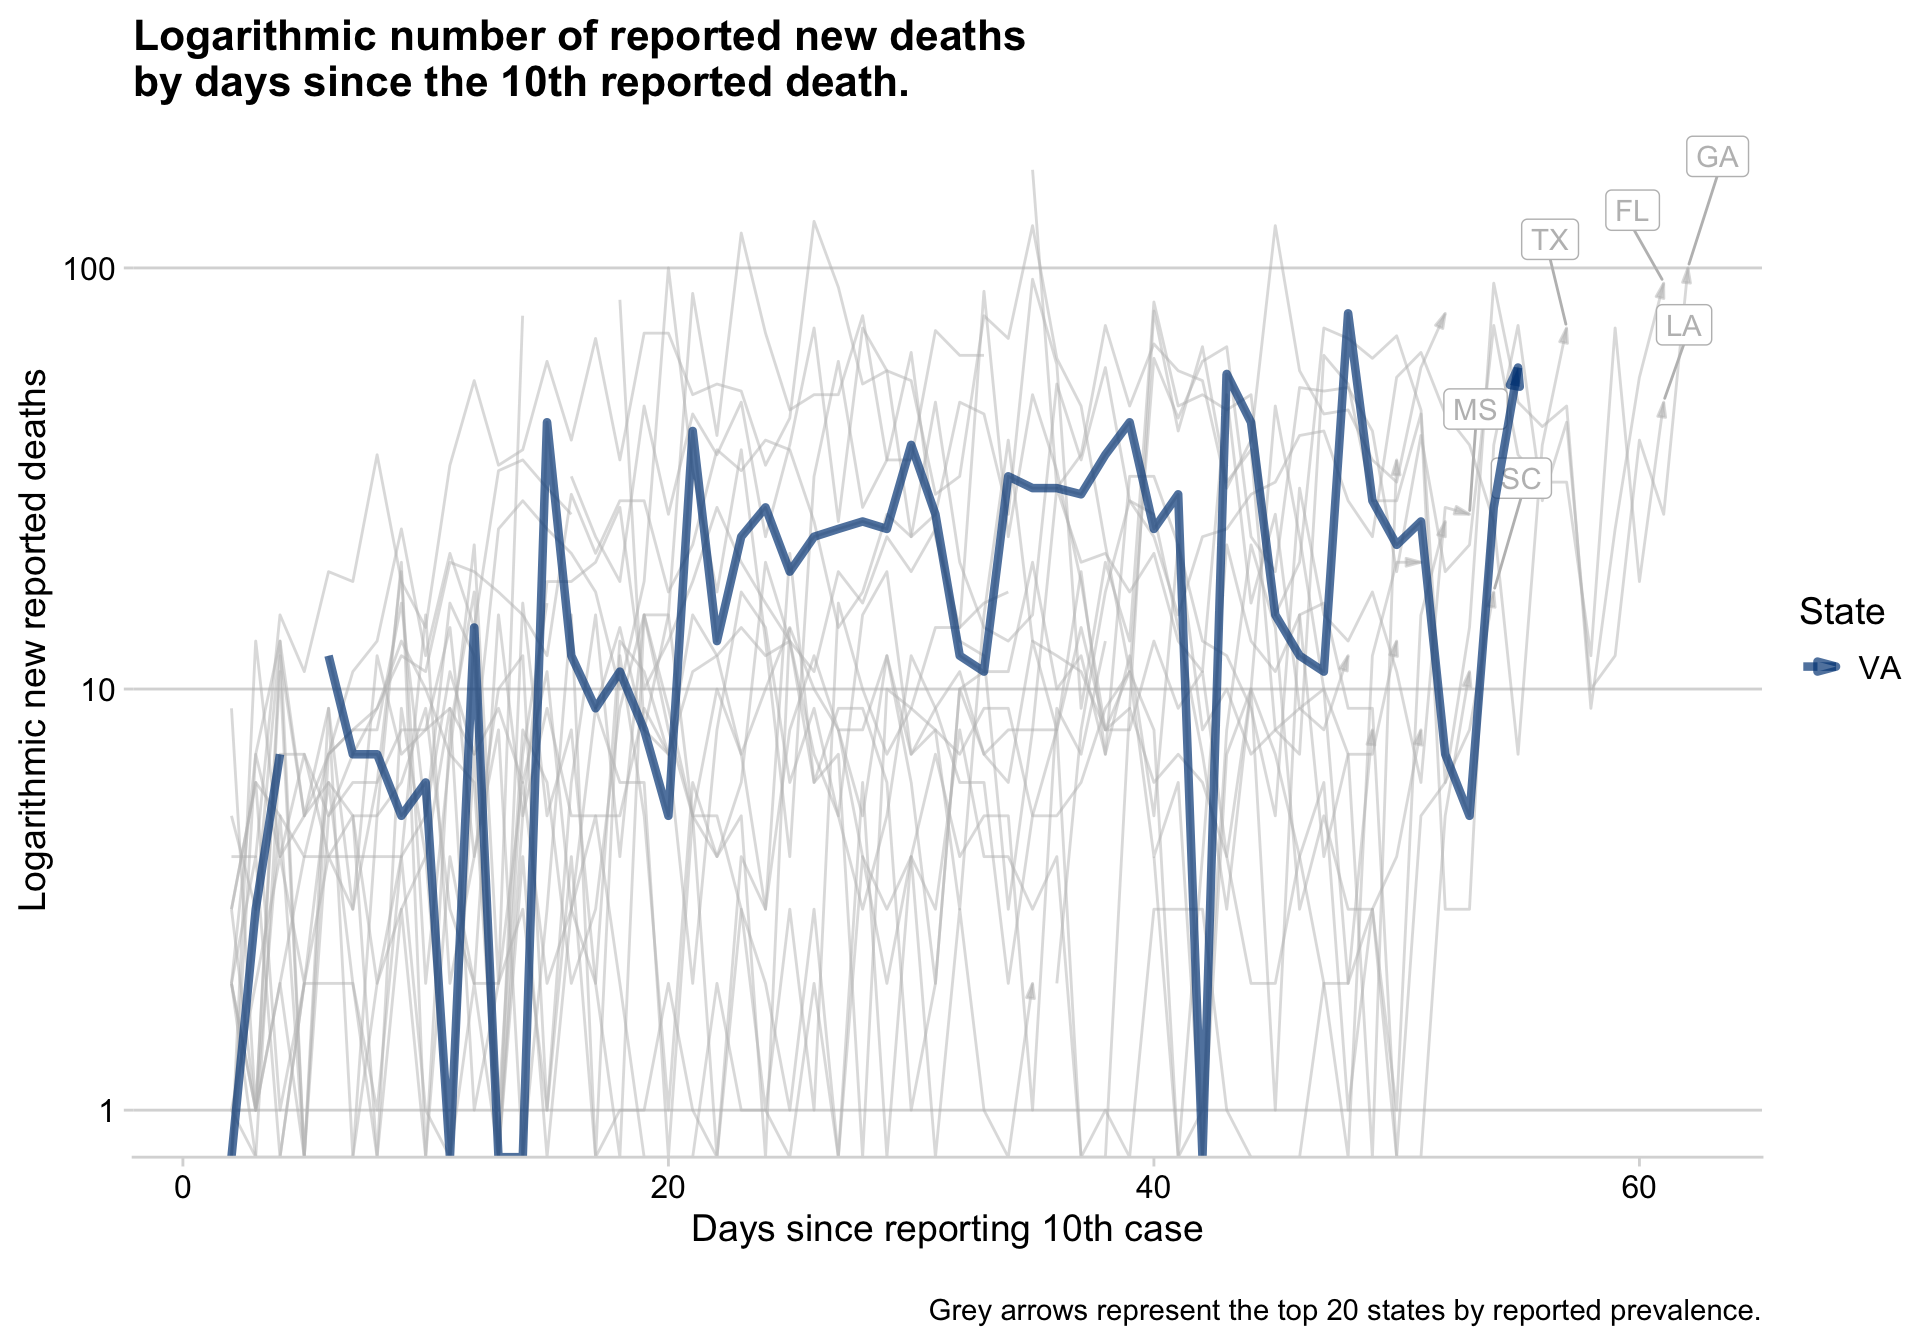 Logarithmic number of reported new deaths
by days since the 10th reported death.
GA
FL
TX
100
LA
MS
SC
Logarithmic new reported deaths
State
VA
10
1
0
20
40
60
Days since reporting 10th case
Grey arrows represent the top 20 states by reported prevalence.